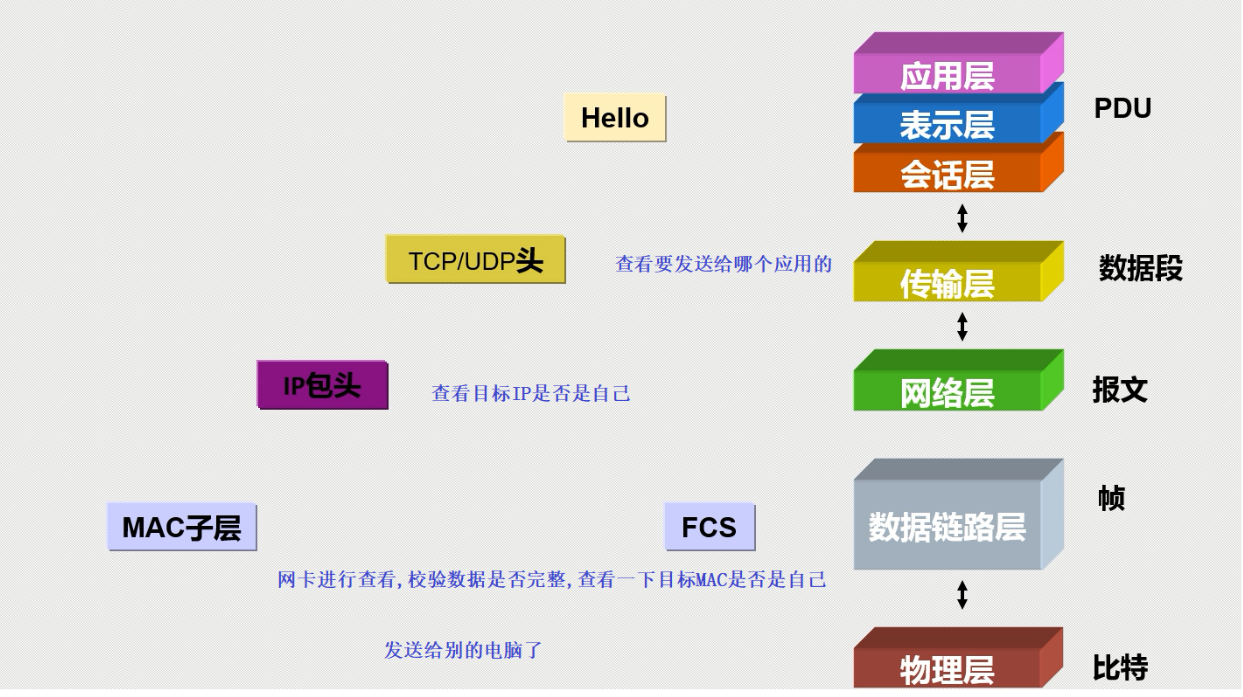 应用层
PDU
Hello
表示层
会话层
TCP/UDP头
查看要发送给哪个应用的
传输层
数据段
IP包头
查看目标IP是否是自己
网络层
报文
帧
MAC子层
FCS
数据链路层
网卡进行查看,校验数据是否完整,查看一下目标MAC是否是自己
发送给别的电脑了
物理层
比特